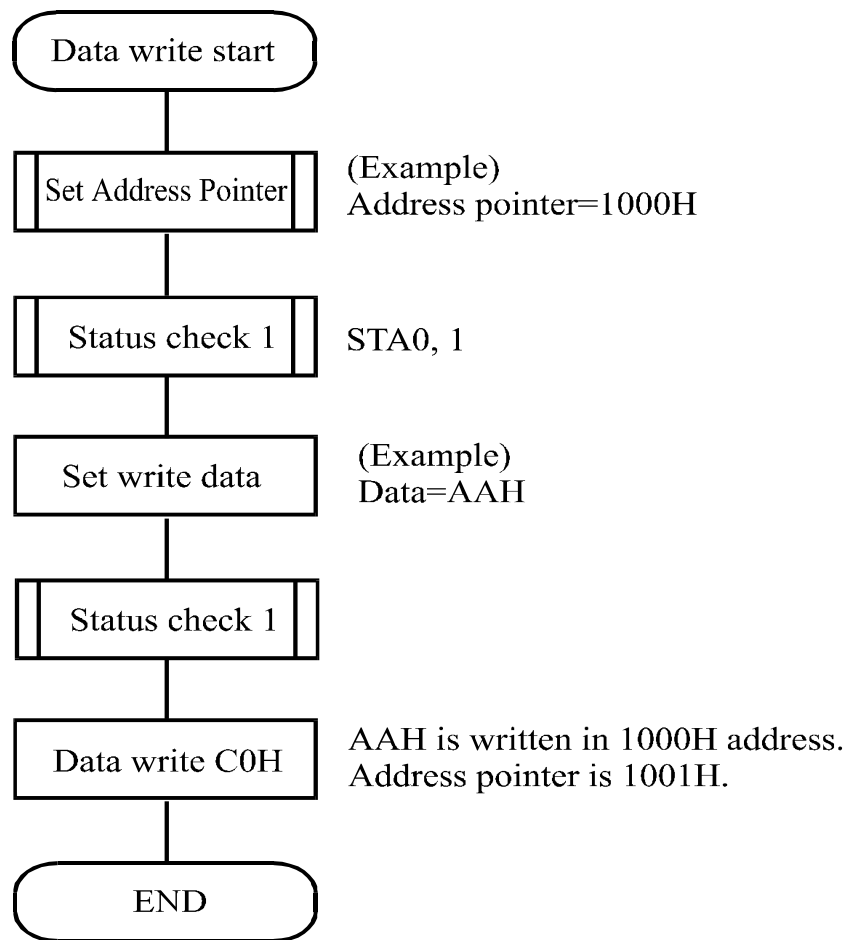 Data write start
Set Address Pointer
(Example)
Address pointer=1000H
Status check 1
STA0, 1
Set write data
(Example)
Data=AAH
Status check 1
Data write C0H
AAH is written in 1000H address.
Address pointer is 1001H.
END